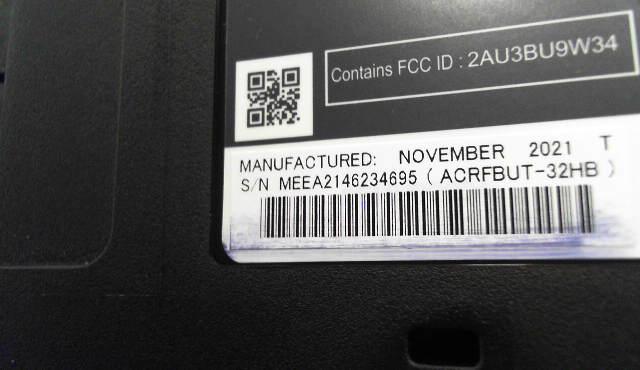 Contains FCC ID : 2AU3BU9W34
MANUFACTURED: NOVEMBER 2021 T
S/N MEEA2146234695 ( ACRFBUT-32HB )